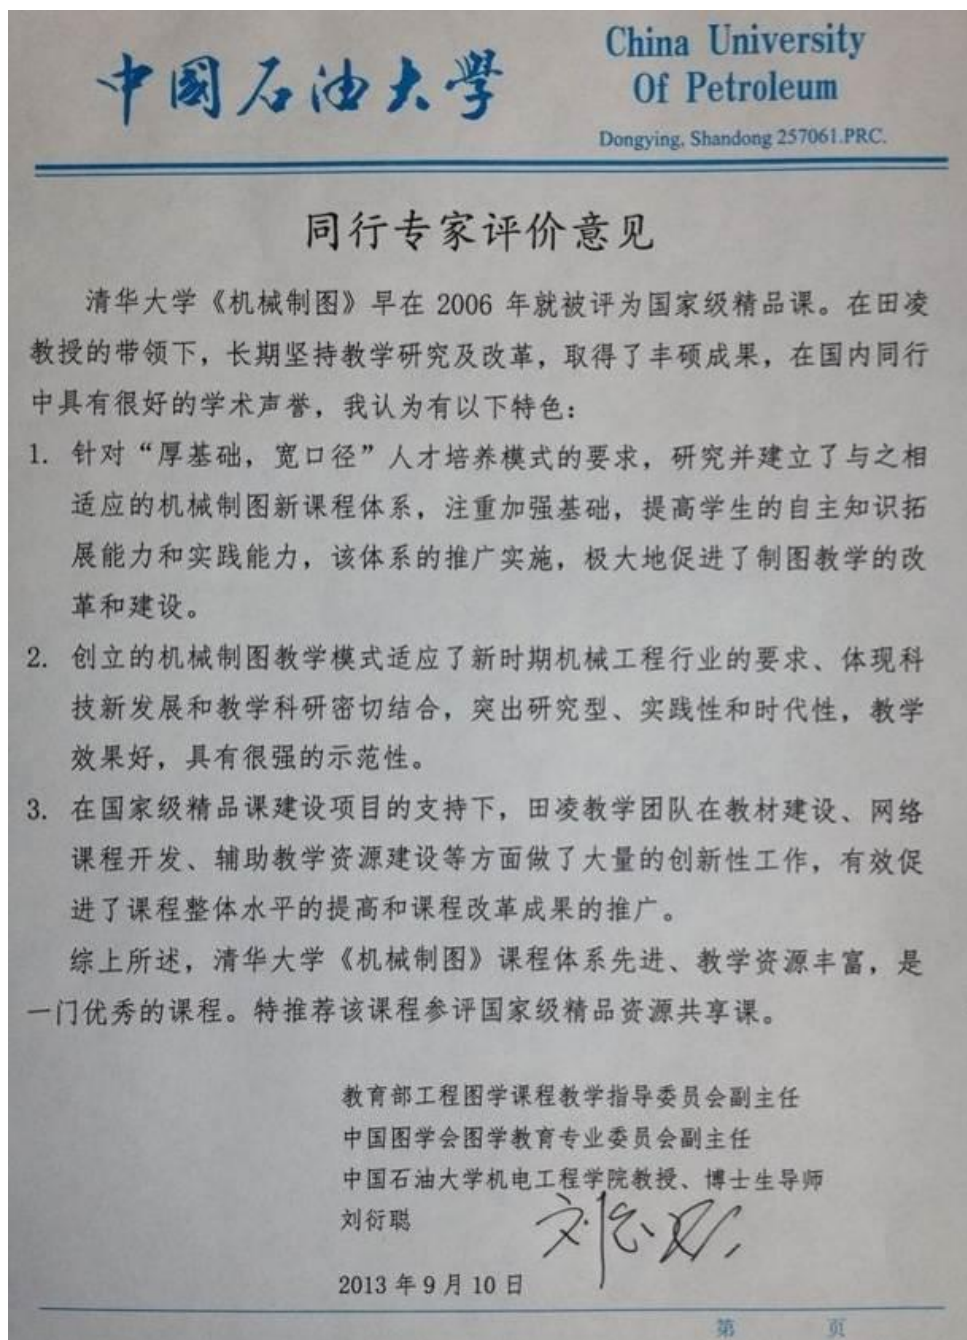 中國石油大學
China University
Of Petroleum
Dongying, Shandong 257061.PRC.
同行专家评价意见
清华大学《机械制图》早在 2006 年就被评为国家级精品课。在田凌
教授的带领下，长期坚持教学研究及改革，取得了丰硕成果，在国内同行
中具有很好的学术声誉，我认为有以下特色：
1. 针对“厚基础，宽口径”人才培养模式的要求，研究并建立了与之相
适应的机械制图新课程体系，注重加强基础，提高学生的自主知识拓
展能力和实践能力，该体系的推广实施，极大地促进了制图教学的改
革和建设。
2. 创立的机械制图教学模式适应了新时期机械工程行业的要求、体现科
技新发展和教学科研密切结合，突出研究型、实践性和时代性，教学
效果好，具有很强的示范性。
3. 在国家级精品课建设项目的支持下，田凌教学团队在教材建设、网络
课程开发、辅助教学资源建设等方面做了大量的创新性工作，有效促
进了课程整体水平的提高和课程改革成果的推广。
综上所述，清华大学《机械制图》课程体系先进、教学资源丰富，是
一门优秀的课程。特推荐该课程参评国家级精品资源共享课。
教育部工程图学课程教学指导委员会副主任
中国图学会图学教育专业委员会副主任
中国石油大学机电工程学院教授、博士生导师
刘衍聪
2013 年 9 月 10 日
第 页